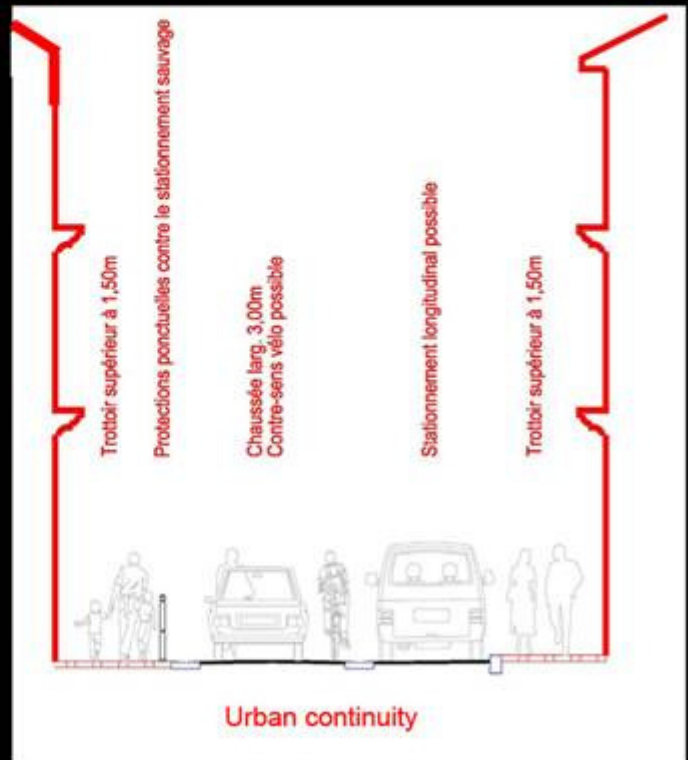 Trottoir supérieur à 1,50m
Protections ponctuelles contre le stationnement sauvage
Chaussée larg. 3,00m
Contre-sens vélo possible
Stationnement longitudinal possible
Trottoir supérieur à 1,50m
Urban continuity